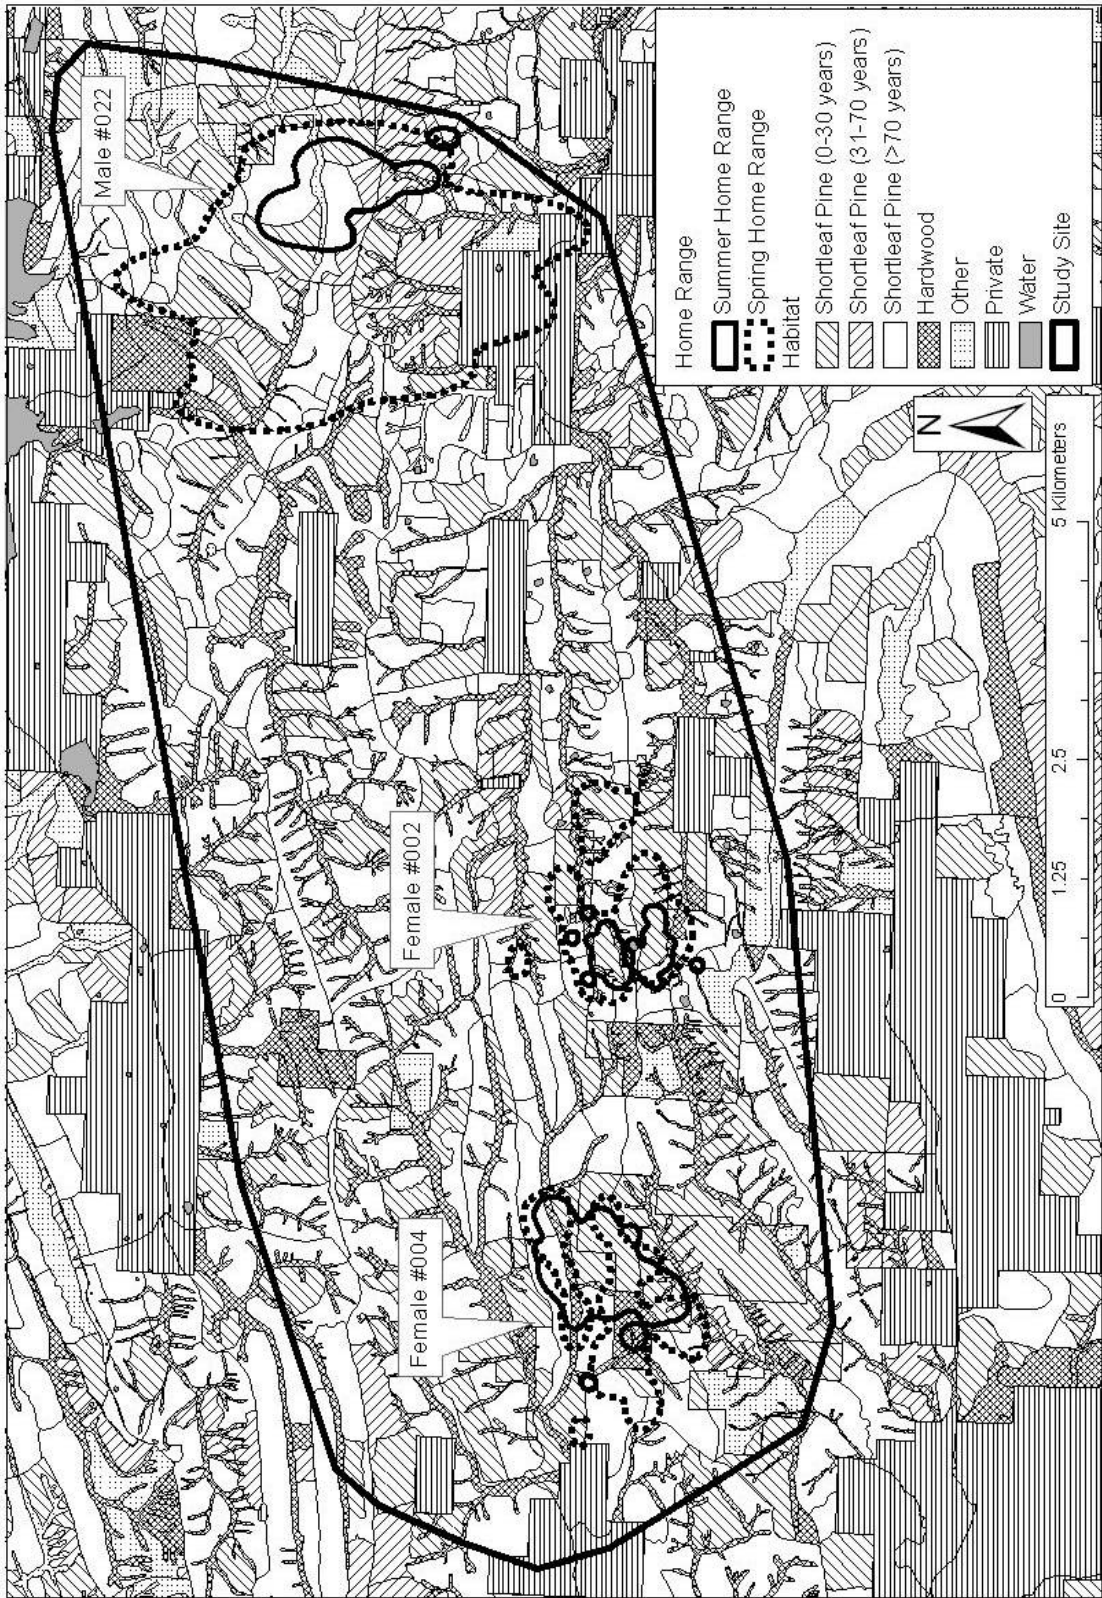 Female #004
Female #002
Male #022
N
0 1.25 2.5 5 Kilometers
Home Range
Summer Home Range
Spring Home Range
Habitat
Shortleaf Pine (0-30 years)
Shortleaf Pine (31-70 years)
Shortleaf Pine (>70 years)
Hardwood
Other
Private
Water
Study Site